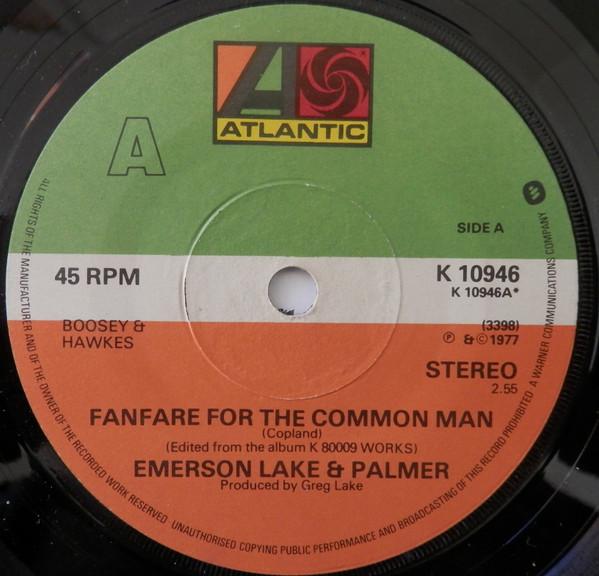 ATLANTIC
A
SIDE A
45 RPM
K 10946
K 10946A*
BOOSEY &
HAWKES
(3398)
Ⓟ & © 1977
STEREO
2.55
FANFARE FOR THE COMMON MAN
(Copland)
(Edited from the album K 80009 WORKS)
EMERSON LAKE & PALMER
Produced by Greg Lake
ALL RIGHTS OF THE MANUFACTURER AND OF THE OWNER OF THE RECORDED WORK RESERVED UNAUTHORISED COPYING PUBLIC PERFORMANCE AND BROADCASTING OF THIS RECORD PROHIBITED A WARNER COMMUNICATIONS COMPANY